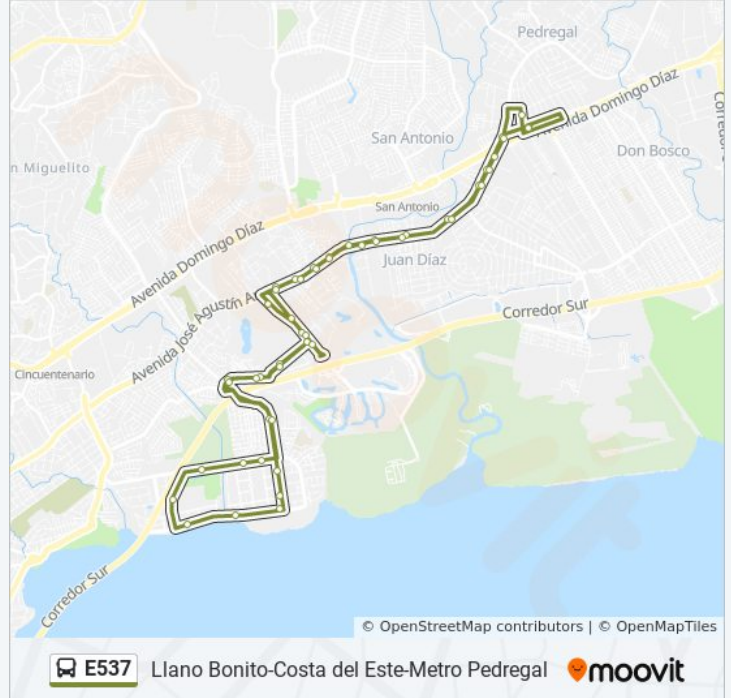 Pedregal
Avenida Domingo Díaz
San Antonio
Don Bosco
n Miguelito
San Antonio
Avenida Domingo Díaz
Juan Díaz
Avenida José Agustín A
Corredor Sur
Cincuentenario
Corredor Sur
© OpenStreetMap contributors | © OpenMapTiles
E537 Llano Bonito-Costa del Este-Metro Pedregal moovit